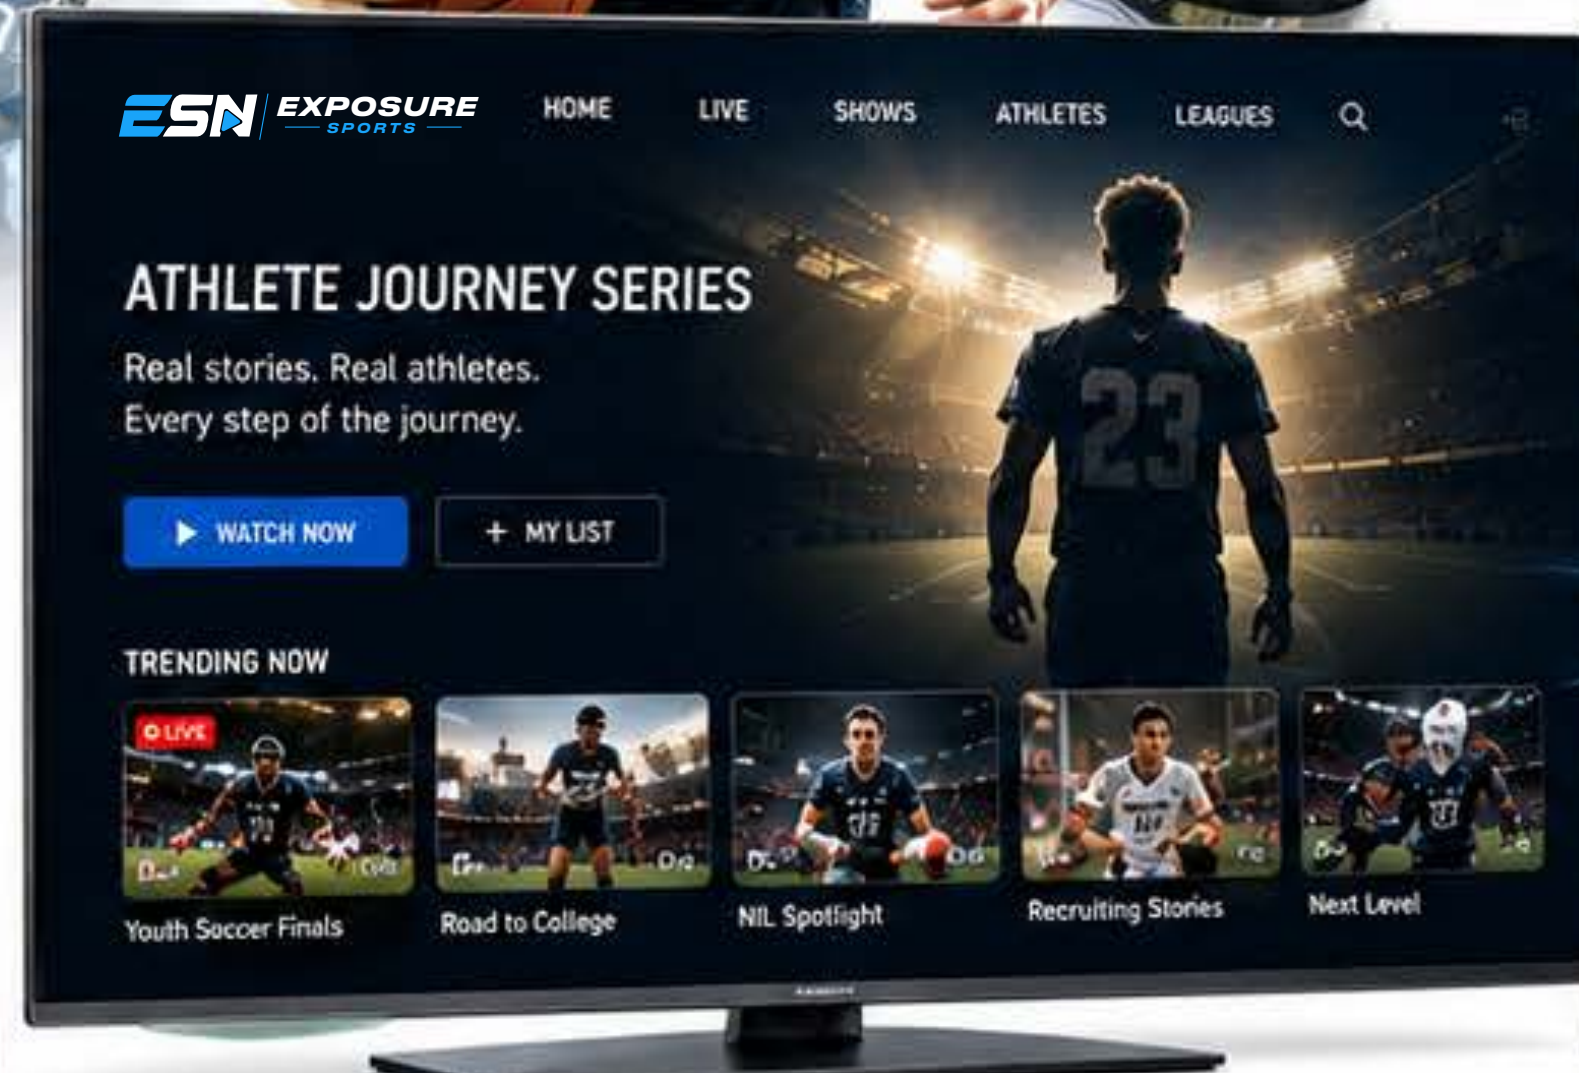 ESN EXPOSURE
SPORTS
HOME LIVE SHOWS ATHLETES LEAGUES
ATHLETE JOURNEY SERIES
Real stories. Real athletes.
Every step of the journey.
WATCH NOW + MY LIST
23
TRENDING NOW
LIVE
Youth Soccer Finals
Road to College
NIL Spotlight
Recruiting Stories
Next Level